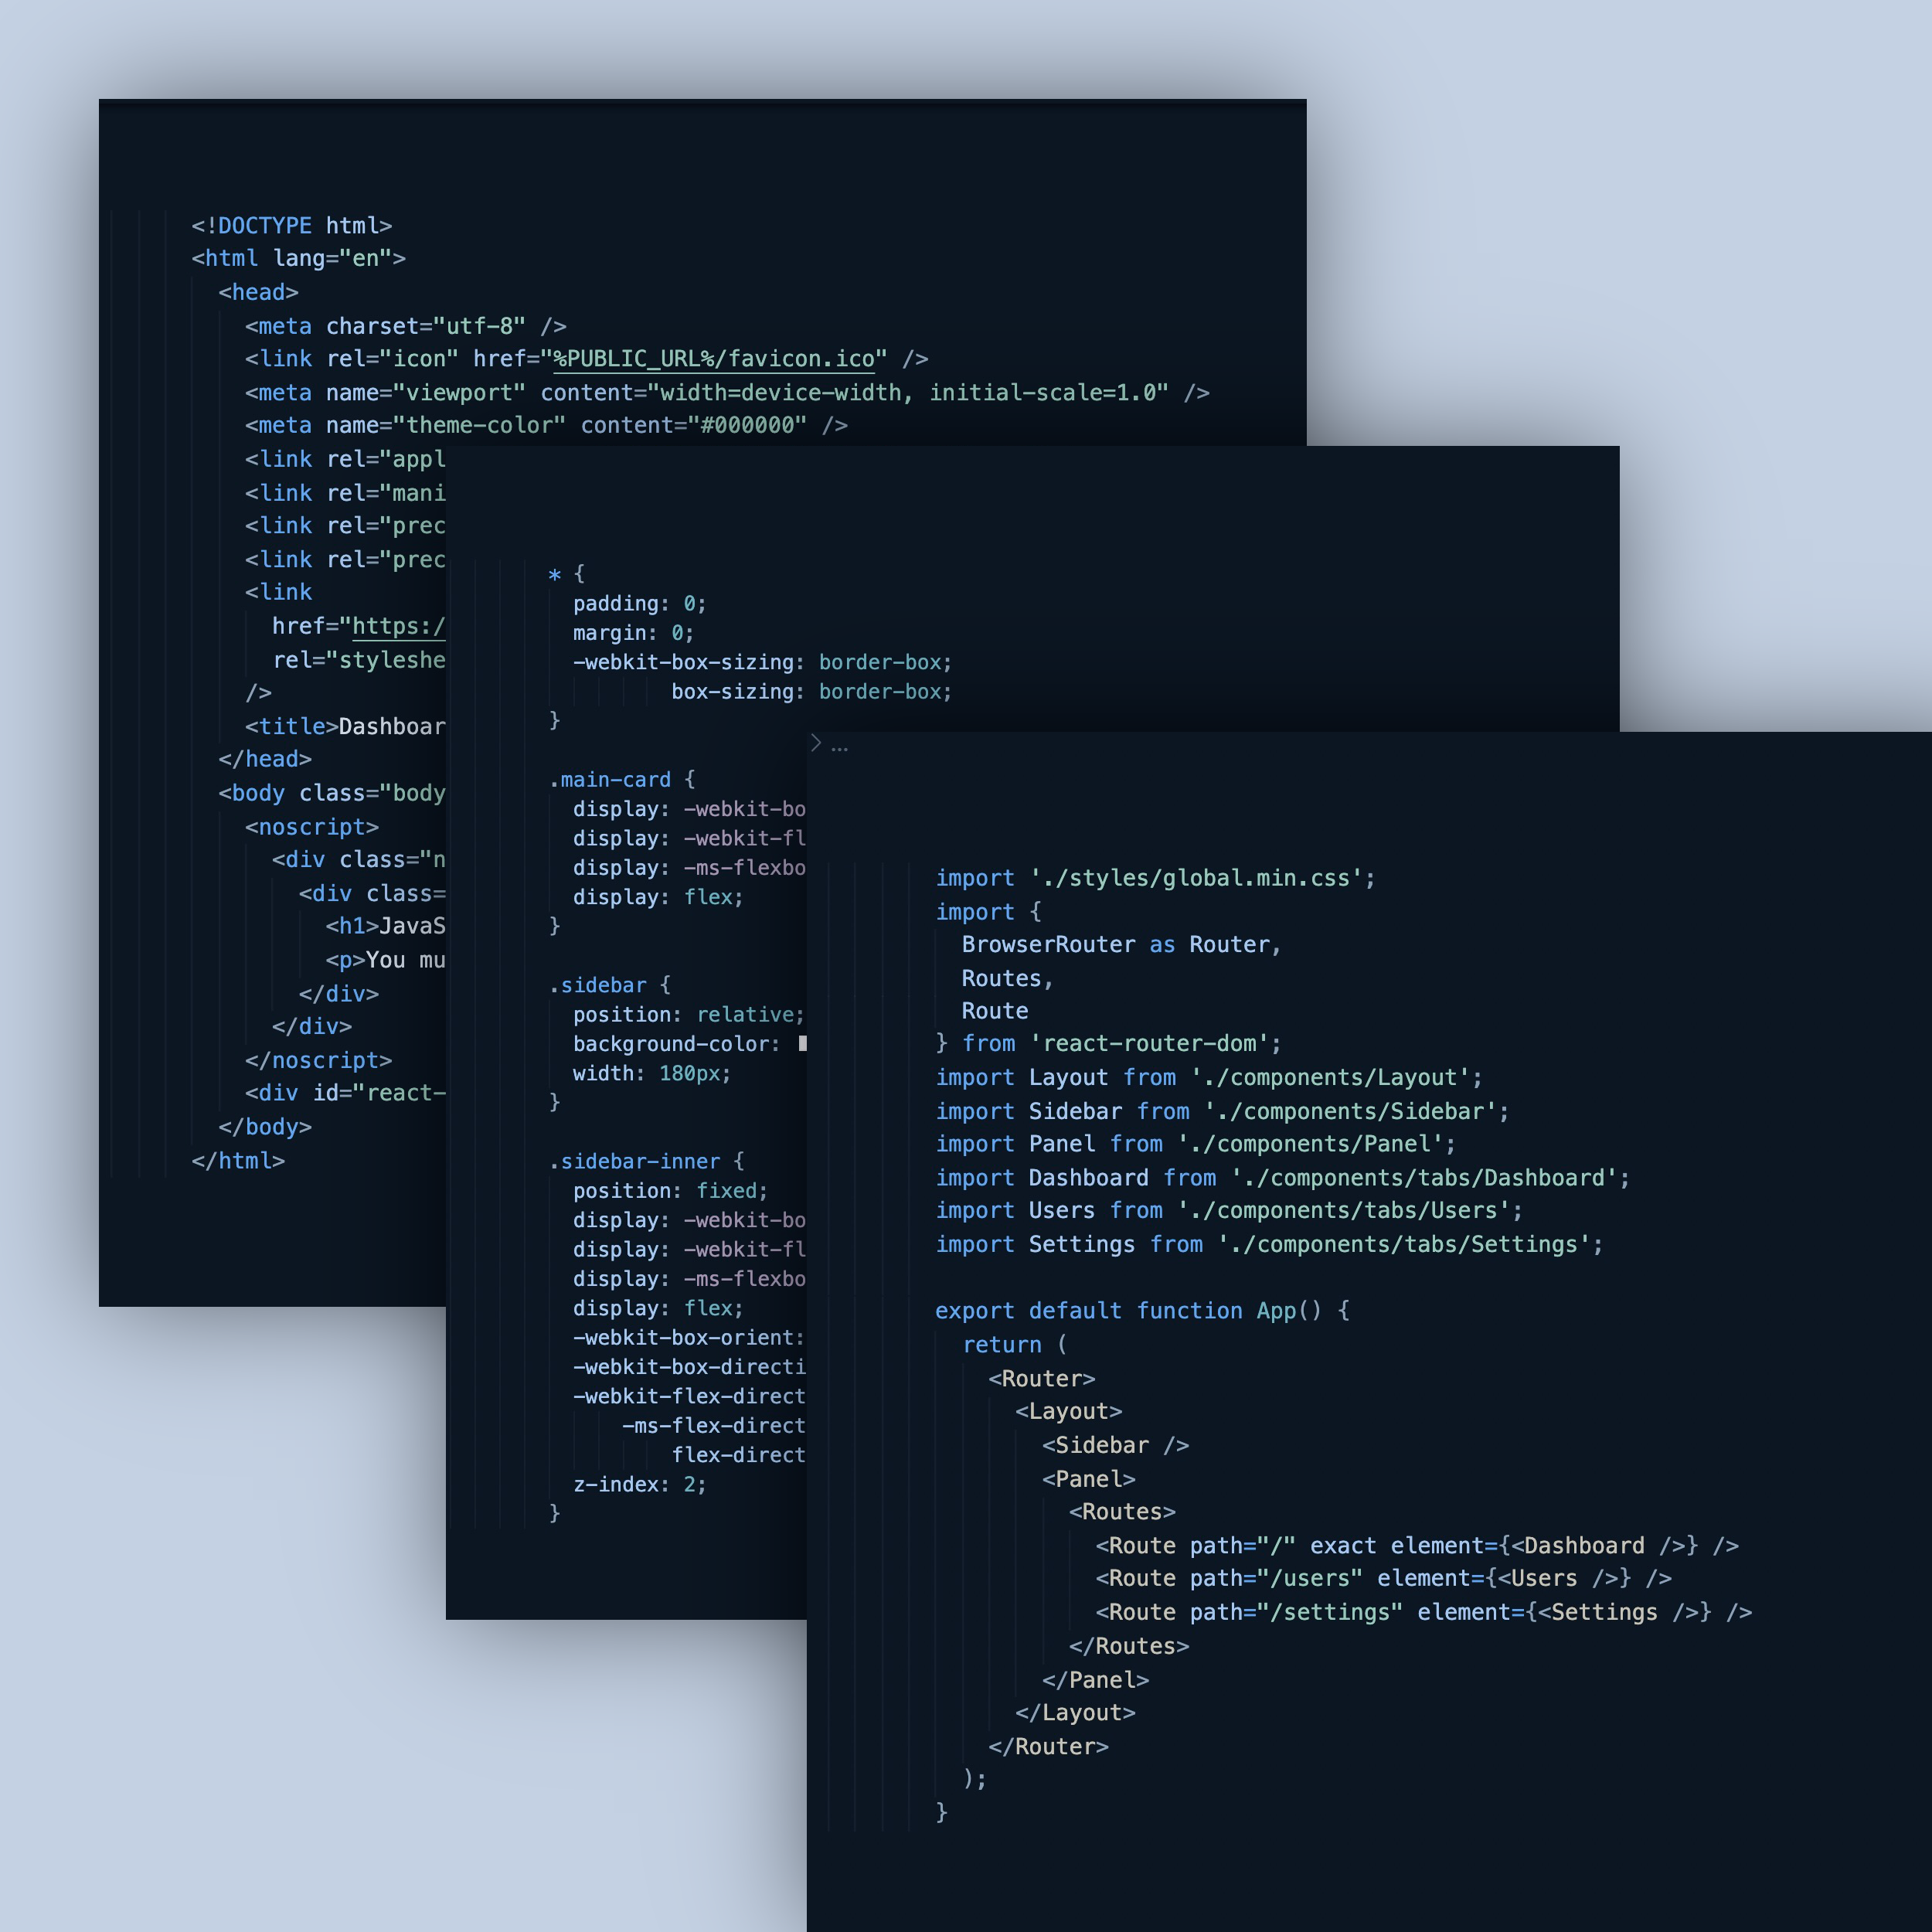 <!DOCTYPE html>
<html lang="en">
<head>
<meta charset="utf-8" />
<link rel="icon" href="%PUBLIC_URL%/favicon.ico" />
<meta name="viewport" content="width=device-width, initial-scale=1.0" />
<meta name="theme-color" content="#000000" />
<link rel="appl
<link rel="mani
<link rel="prec
<link rel="prec
<link
href="https:/
rel="styleshe
/>
<title>Dashboar
</head>
<body class="body
<noscript>
<div class="n
<div class=
<h1>JavaS
<p>You mu
</div>
</div>
</noscript>
<div id="react-
</body>
</html>
* {
padding: 0;
margin: 0;
-webkit-box-sizing: border-box;
box-sizing: border-box;
}
.main-card {
display: -webkit-bo
display: -webkit-fl
display: -ms-flexbo
display: flex;
}
.sidebar {
position: relative;
background-color:
width: 180px;
}
.sidebar-inner {
position: fixed;
display: -webkit-bo
display: -webkit-fl
display: -ms-flexbo
display: flex;
-webkit-box-orient:
-webkit-box-directi
-webkit-flex-direct
-ms-flex-direct
flex-direct
z-index: 2;
}
> ...
import './styles/global.min.css';
import {
BrowserRouter as Router,
Routes,
Route
} from 'react-router-dom';
import Layout from './components/Layout';
import Sidebar from './components/Sidebar';
import Panel from './components/Panel';
import Dashboard from './components/tabs/Dashboard';
import Users from './components/tabs/Users';
import Settings from './components/tabs/Settings';
export default function App() {
return (
<Router>
<Layout>
<Sidebar />
<Panel>
<Routes>
<Route path="/" exact element={<Dashboard />} />
<Route path="/users" element={<Users />} />
<Route path="/settings" element={<Settings />} />
</Routes>
</Panel>
</Layout>
</Router>
);
}